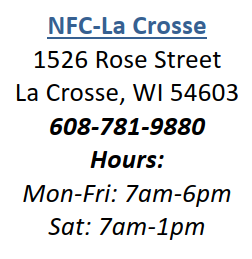 NFC-La Crosse
1526 Rose Street
La Crosse, WI 54603
608-781-9880
Hours:
Mon-Fri: 7am-6pm
Sat: 7am-1pm